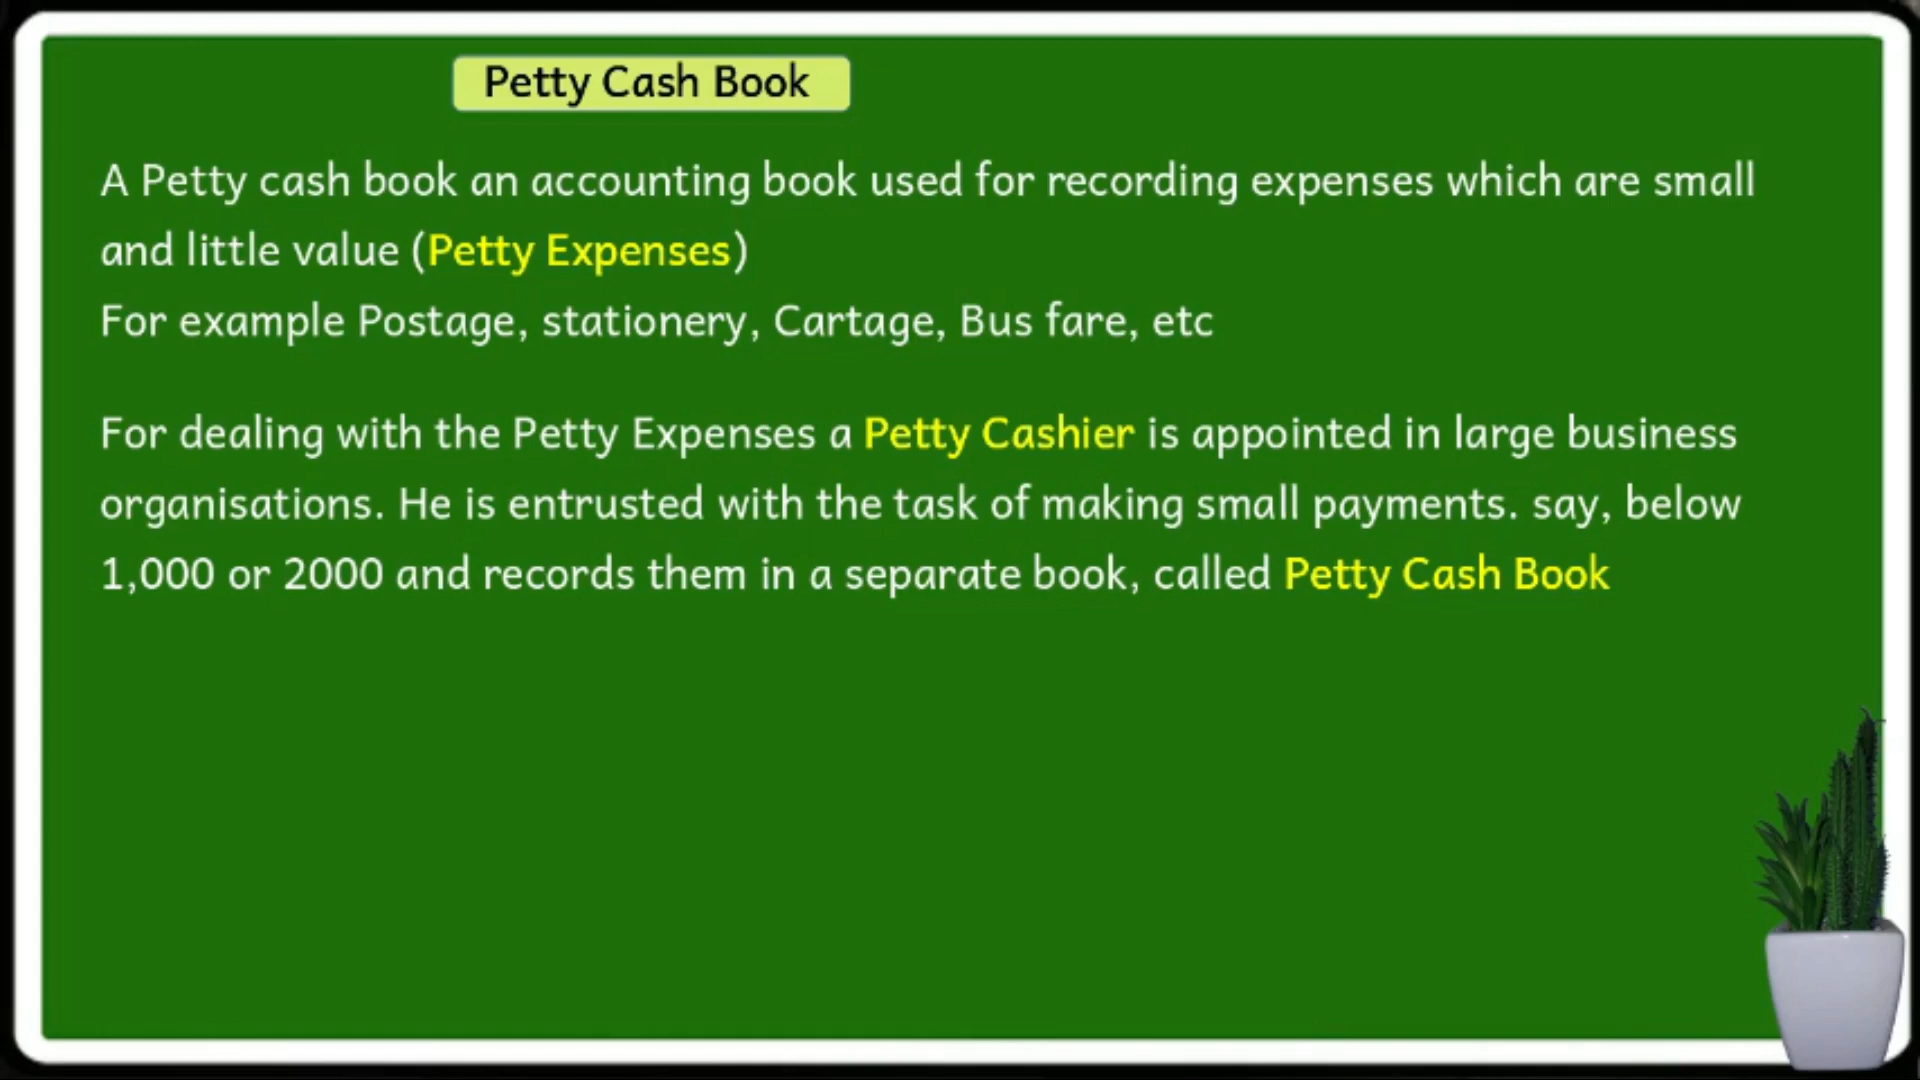 Petty Cash Book
A Petty cash book an accounting book used for recording expenses which are small
and little value (Petty Expenses)
For example Postage, stationery, Cartage, Bus fare, etc
For dealing with the Petty Expenses a Petty Cashier is appointed in large business
organisations. He is entrusted with the task of making small payments. say, below
1,000 or 2000 and records them in a separate book, called Petty Cash Book